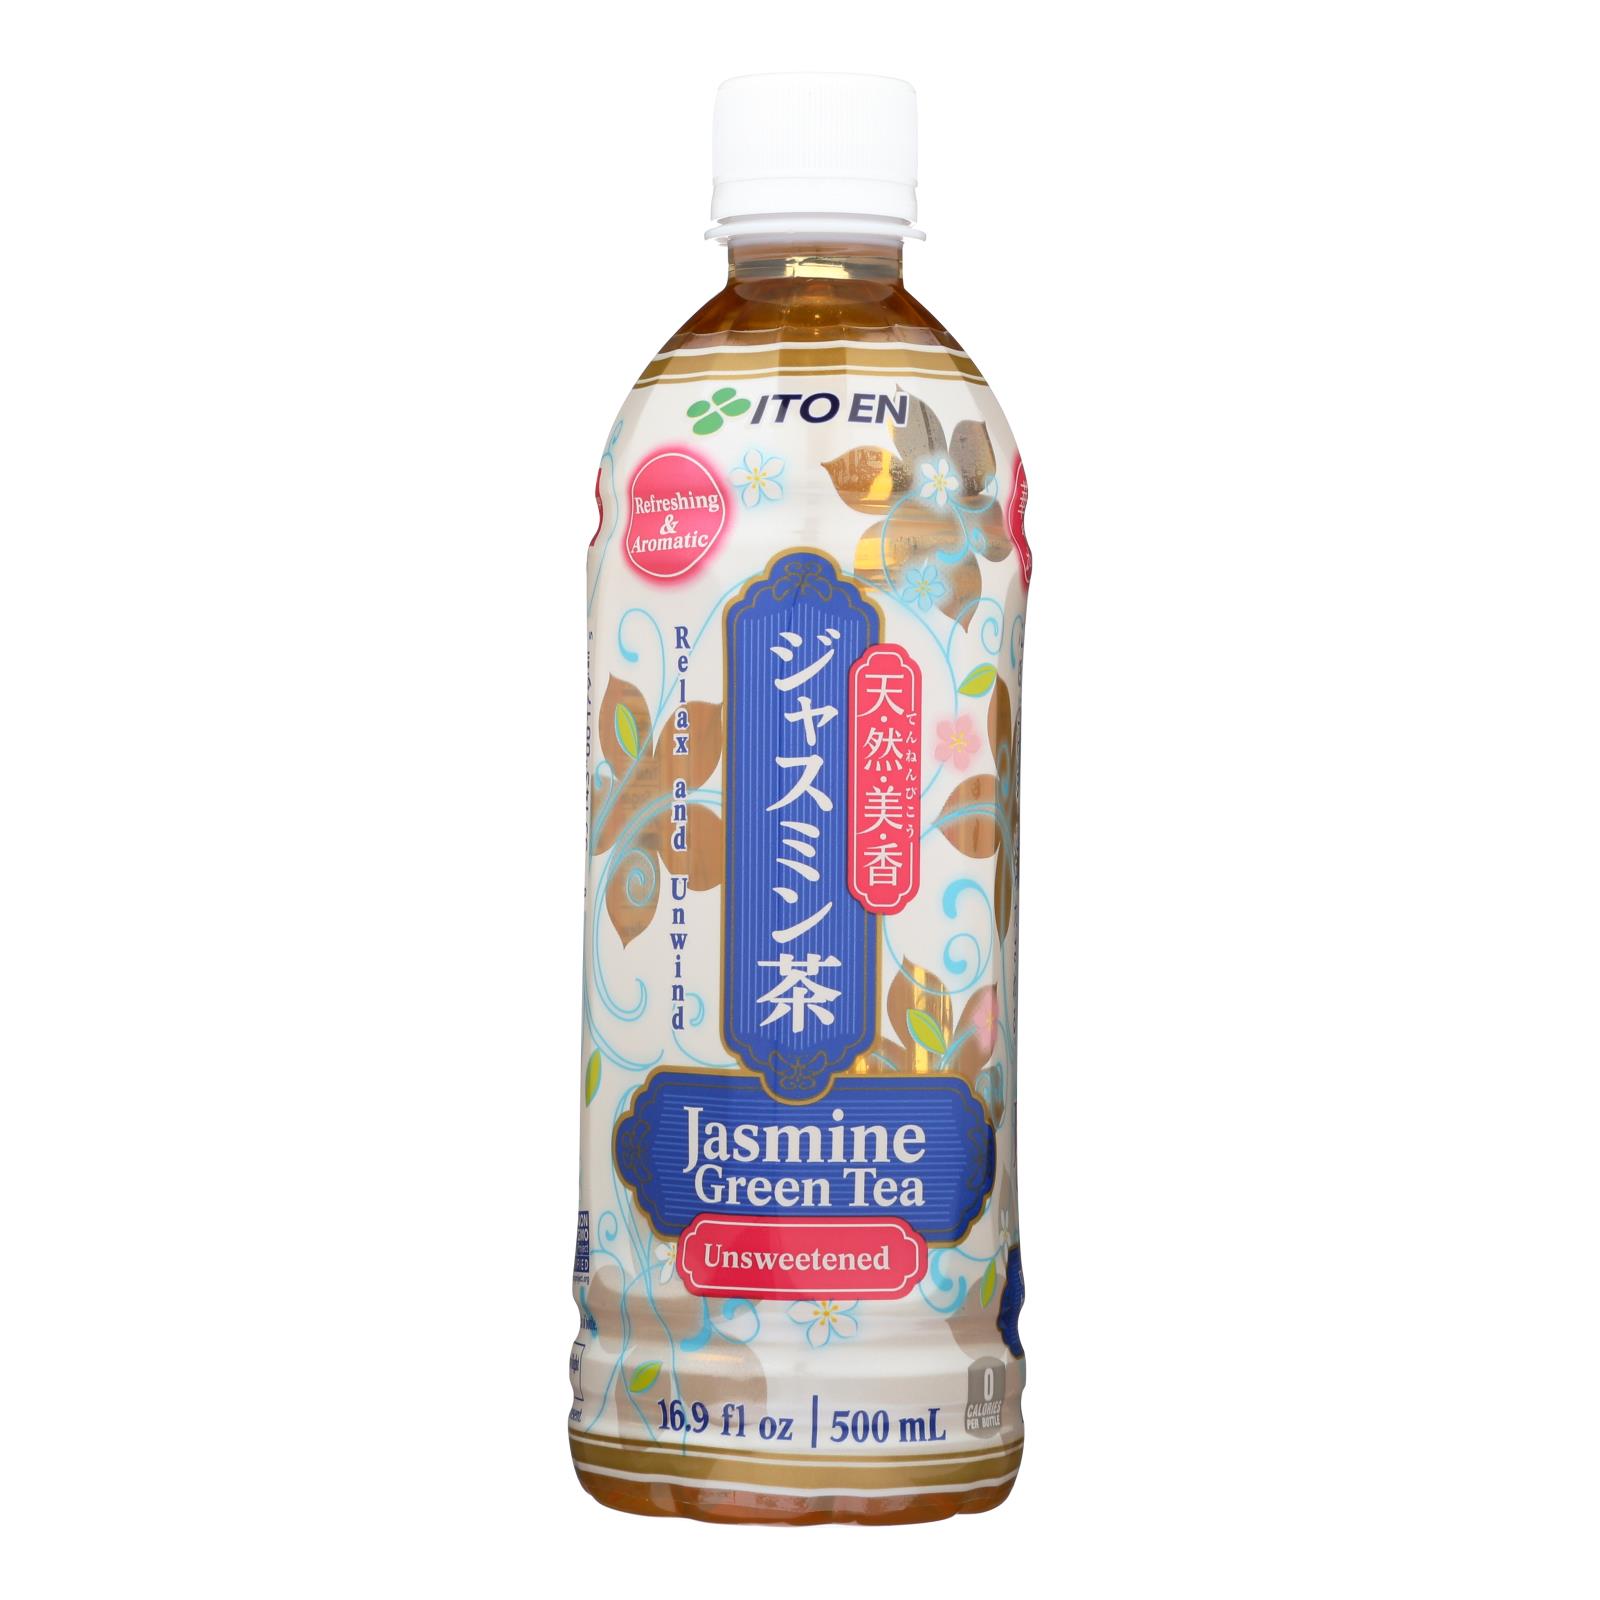 ITO EN
Refreshing
&
Aromatic
Relax and Unwind
ジャスミン茶
天・然・美・香
てんねんびこう
Jasmine
Green Tea
Unsweetened
16.9 fl oz | 500 mL
0
CALORIES
PER BOTTLE